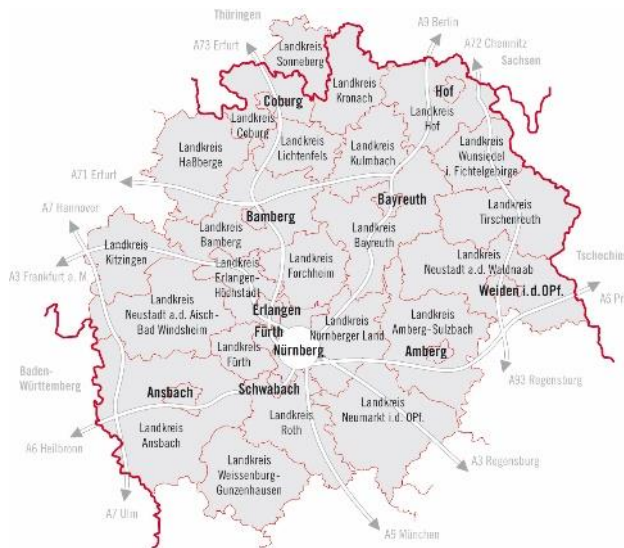 Thüringen
A73 Erfurt
A9 Berlin
A72 Chemnitz
Sachsen
Landkreis
Sonneberg
Landkreis
Kronach
Hof
Coburg
Landkreis
Coburg
Landkreis
Hof
Landkreis
Haßberge
Landkreis
Lichtenfels
Landkreis
Kulmbach
Landkreis
Wunsiedel
i. Fichtelgebirge
A71 Erfurt
A7 Hannover
Bayreuth
Bamberg
Landkreis
Tirschenreuth
Landkreis
Bamberg
Landkreis
Bayreuth
Landkreis
Kitzingen
A3 Frankfurt a. M
Landkreis
Forchheim
Landkreis
Erlangen-
Höchstadt
Landkreis
Neustadt a.d. Waldnaab
Tschechien
Weiden i.d.OPf.
A6 Pr
Landkreis
Neustadt a.d. Aisch-
Bad Windsheim
Erlangen
Fürth
Nürnberg
Landkreis
Nürnberger Land
Landkreis
Amberg-Sulzbach
Amberg
Landkreis
Fürth
A93 Regensburg
Baden-
Württemberg
Ansbach
Schwabach
Landkreis
Neumarkt i.d. OPf.
Landkreis
Roth
A6 Heilbronn
Landkreis
Ansbach
Landkreis
Weissenburg-
Gunzenhausen
A3 Regensburg
A7 Ulm
A9 München